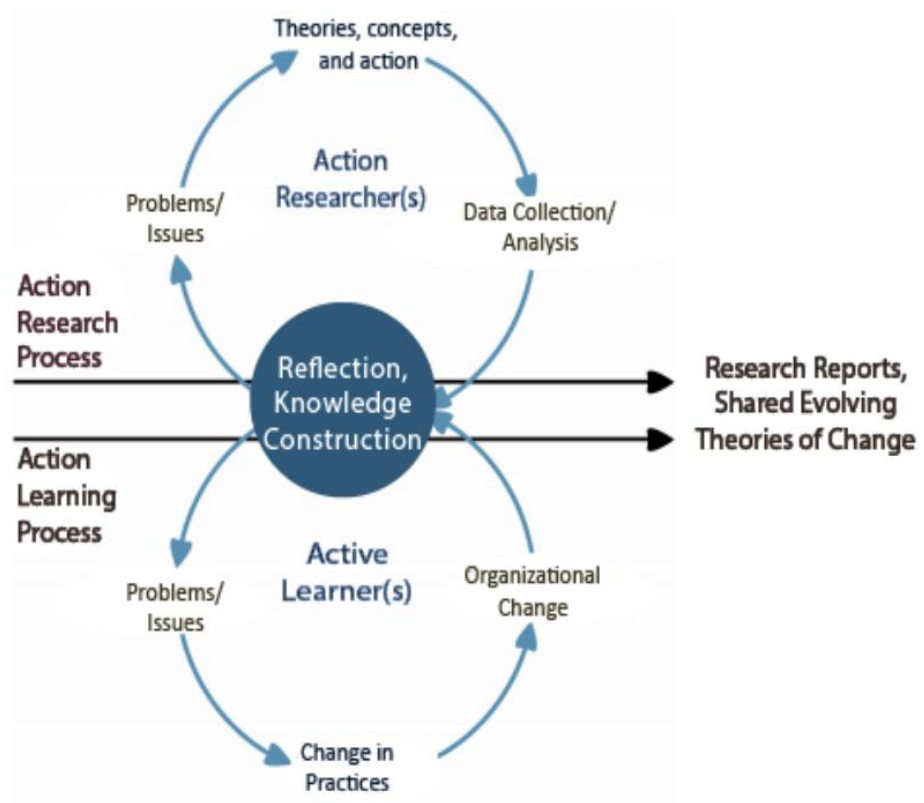 Theories, concepts,
and action
Action
Researcher(s)
Problems/
Issues
Data Collection/
Analysis
Action
Research
Process
Reflection,
Knowledge
Construction
Research Reports,
Shared Evolving
Theories of Change
Action
Learning
Process
Active
Learner(s)
Problems/
Issues
Organizational
Change
Change in
Practices